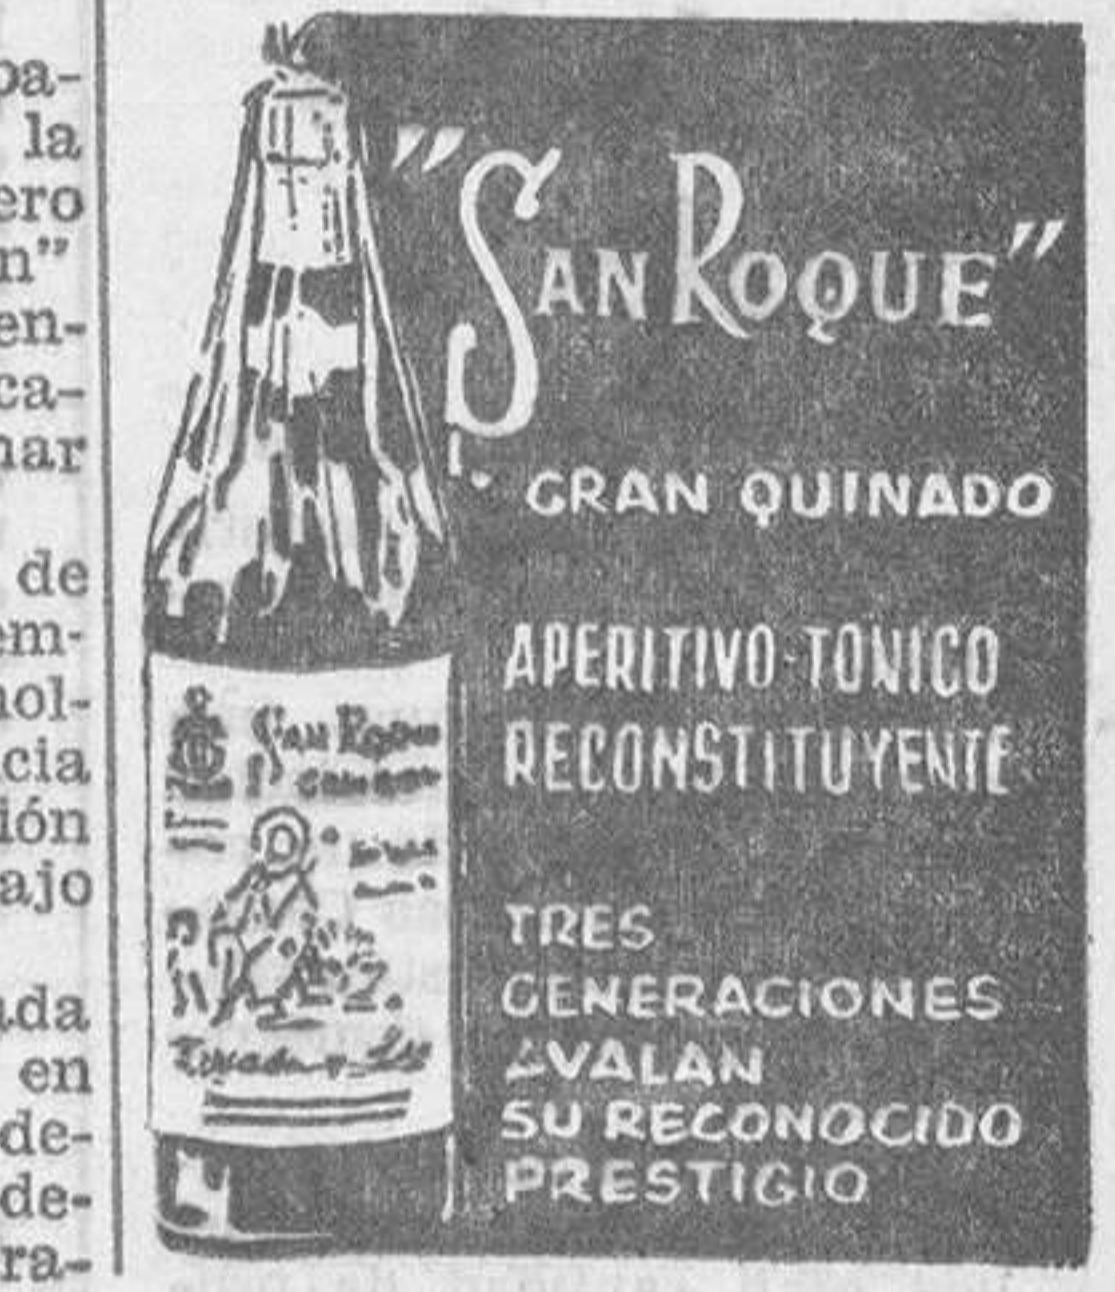 pa-
la
ero
n"
en-
ca-
nar
de
em-
nol-
cia
ión
ajo
da
en
de-
de-
ra-
"SAN ROQUE"
GRAN QUINADO
APERITIVO-TONICO
RECONSTITUYENTE
TRES
GENERACIONES
AVALAN
SU RECONOCIDO
PRESTIGIO
San Roque